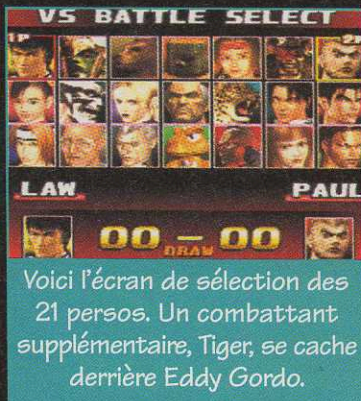 VS BATTLE SELECT
1P
LAW
PAUL
00 – 00
DRAW
Voici l'écran de sélection des
21 persos. Un combattant
supplémentaire, Tiger, se cache
derrière Eddy Gordo.